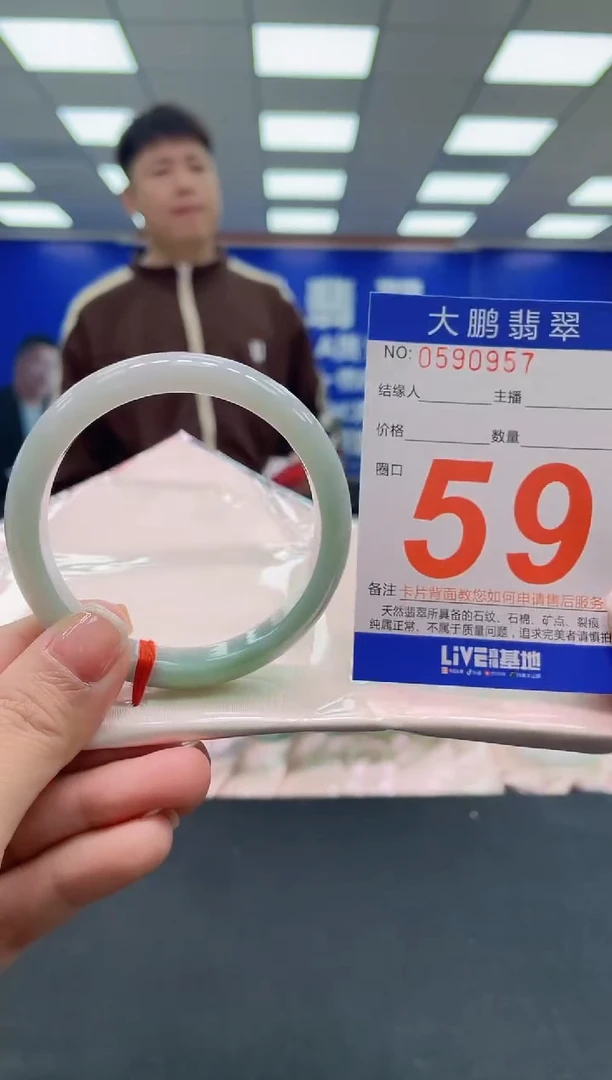 翡翠
大鹏翡翠
NO: 0590957
结缘人 主播
价格 数量
圈口 59
备注 卡片背面教您如何申请售后服务
天然翡翠所具备的石纹、石棉、矿点、裂痕
纯属正常、不属于质量问题，追求完美者请慎拍
LiVE 基地